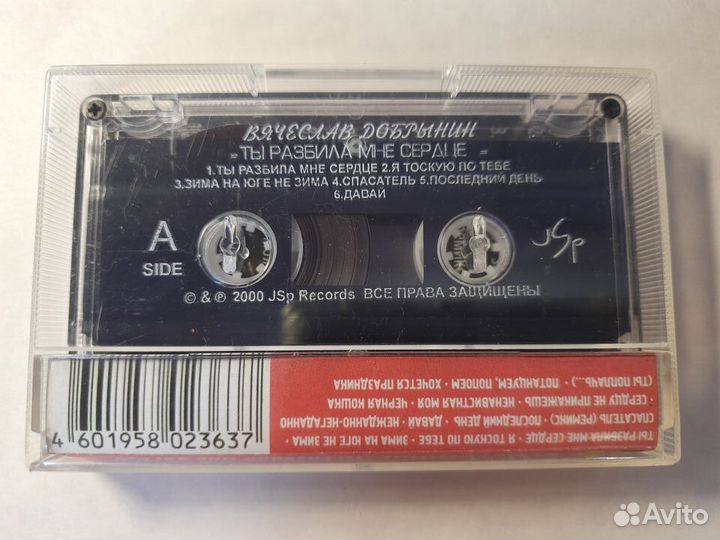 ВЯЧЕСЛАВ ДОБРЫНИН
- ТЫ РАЗБИЛА МНЕ СЕРДЦЕ -
1.ТЫ РАЗБИЛА МНЕ СЕРДЦЕ 2.Я ТОСКУЮ ПО ТЕБЕ
3.ЗИМА НА ЮГЕ НЕ ЗИМА 4.СПАСАТЕЛЬ 5.ПОСЛЕДНИЙ ДЕНЬ
6.ДАВАЙ
A
SIDE
JSp
© & ℗ 2000 JSp Records ВСЕ ПРАВА ЗАЩИЩЕНЫ
4 601958 023637
ТЫ РАЗБИЛА МНЕ СЕРДЦЕ · Я ТОСКУЮ ПО ТЕБЕ · ЗИМА НА ЮГЕ НЕ ЗИМА ·
СПАСАТЕЛЬ (РЕМИКС) · ПОСЛЕДНИЙ ДЕНЬ · ДАВАЙ · НЕЖДАННО-НЕГАДАННО
· СЕРДЦУ НЕ ПРИКАЖЕШЬ · НЕНАВИСТНАЯ МОЯ · ЧЕРНАЯ КОШКА
(ТЫ ПОПЛАЧЬ...) · ПОТАНЦУЕМ, ПОПОЕМ · ХОЧЕТСЯ ПРАЗДНИКА
Avito